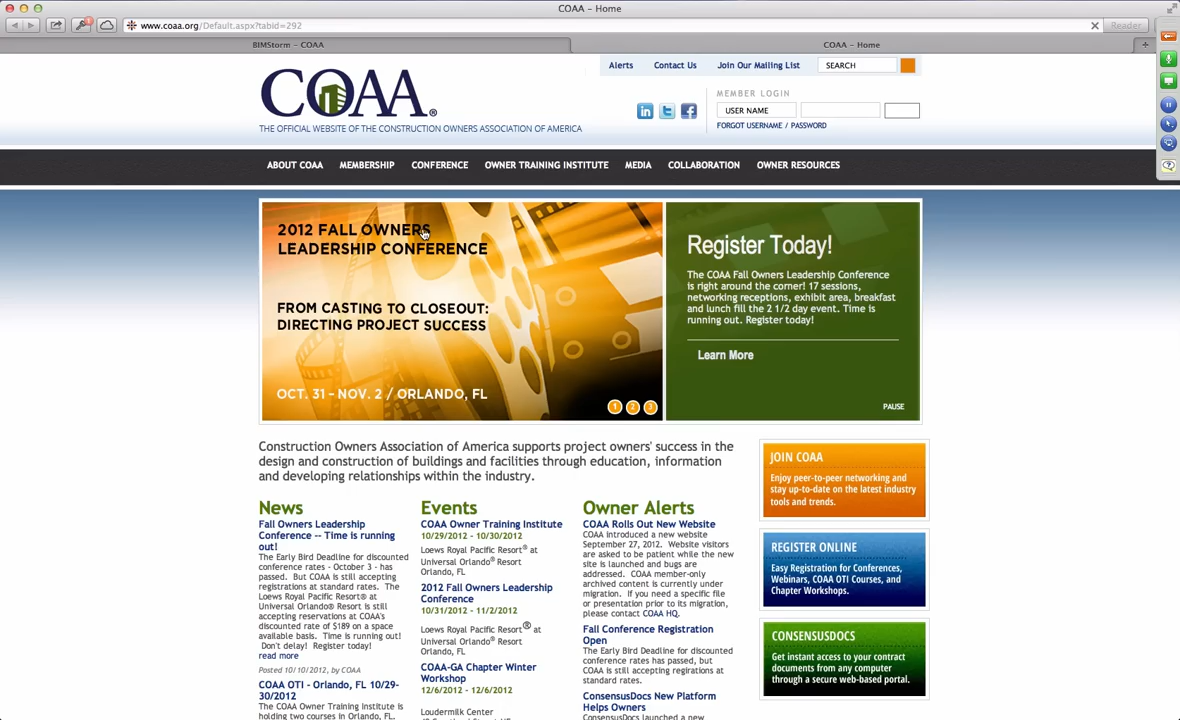 COAA – Home
www.coaa.org/Default.aspx?tabid=292
Reader
BIMStorm – COAA
COAA – Home
Alerts
Contact Us
Join Our Mailing List
SEARCH
COAA®
THE OFFICIAL WEBSITE OF THE CONSTRUCTION OWNERS ASSOCIATION OF AMERICA
MEMBER LOGIN
USER NAME
FORGOT USERNAME / PASSWORD
ABOUT COAA
MEMBERSHIP
CONFERENCE
OWNER TRAINING INSTITUTE
MEDIA
COLLABORATION
OWNER RESOURCES
2012 FALL OWNERS
LEADERSHIP CONFERENCE
FROM CASTING TO CLOSEOUT:
DIRECTING PROJECT SUCCESS
OCT. 31 – NOV. 2 / ORLANDO, FL
1 2 3
Register Today!
The COAA Fall Owners Leadership Conference
is right around the corner! 17 sessions,
networking receptions, exhibit area, breakfast
and lunch fill the 2 1/2 day event. Time is
running out. Register today!
Learn More
PAUSE
Construction Owners Association of America supports project owners' success in the
design and construction of buildings and facilities through education, information
and developing relationships within the industry.
News
Fall Owners Leadership
Conference -- Time is running
out!
The Early Bird Deadline for discounted
conference rates - October 3 - has
passed. But COAA is still accepting
registrations at standard rates. The
Loews Royal Pacific Resort® at
Universal Orlando® Resort is still
accepting reservations at COAA's
discounted rate of $189 on a space
available basis. Time is running out!
Don't delay! Register today!
read more
Posted 10/10/2012, by COAA
COAA OTI - Orlando, FL 10/29-
30/2012
The COAA Owner Training Institute is
holding two courses in Orlando, FL.
Events
COAA Owner Training Institute
10/29/2012 - 10/30/2012
Loews Royal Pacific Resort® at
Universal Orlando® Resort
Orlando, FL
2012 Fall Owners Leadership
Conference
10/31/2012 - 11/2/2012
Loews Royal Pacific Resort® at
Universal Orlando® Resort
Orlando, FL
COAA-GA Chapter Winter
Workshop
12/6/2012 - 12/6/2012
Loudermilk Center
Owner Alerts
COAA Rolls Out New Website
COAA introduced a new website
September 27, 2012. Website visitors
are asked to be patient while the new
site is launched and bugs are
addressed. COAA member-only
archived content is currently under
migration. If you need a specific file
or presentation prior to its migration,
please contact COAA HQ.
Fall Conference Registration
Open
The Early Bird Deadline for discounted
conference rates has passed, but
COAA is still accepting regirations at
standard rates.
ConsensusDocs New Platform
Helps Owners
ConsensusDocs launched a new
JOIN COAA
Enjoy peer-to-peer networking and
stay up-to-date on the latest industry
tools and trends.
REGISTER ONLINE
Easy Registration for Conferences,
Webinars, COAA OTI Courses, and
Chapter Workshops.
CONSENSUSDOCS
Get instant access to your contract
documents from any computer
through a secure web-based portal.